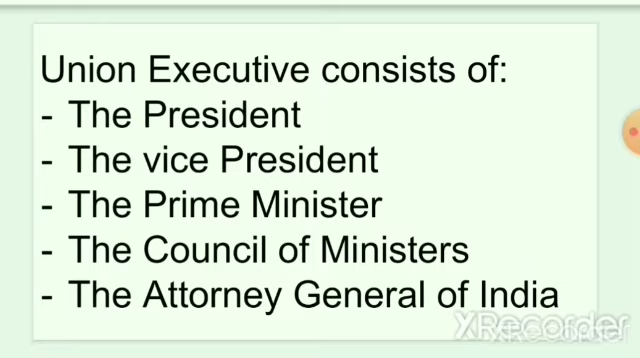 Union Executive consists of:
- The President
- The vice President
- The Prime Minister
- The Council of Ministers
- The Attorney General of India
XRecorder